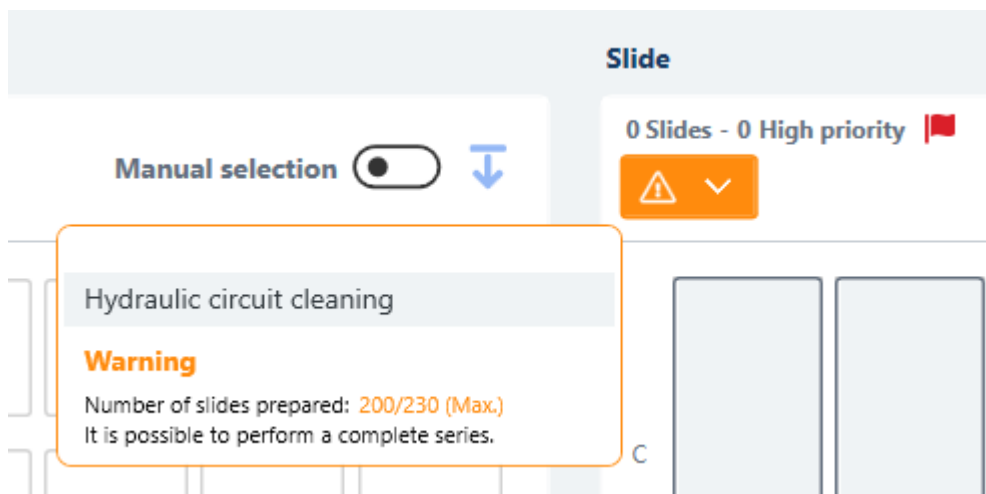 Slide
0 Slides - 0 High priority
Manual selection
Hydraulic circuit cleaning
Warning
Number of slides prepared: 200/230 (Max.)
It is possible to perform a complete series.
C